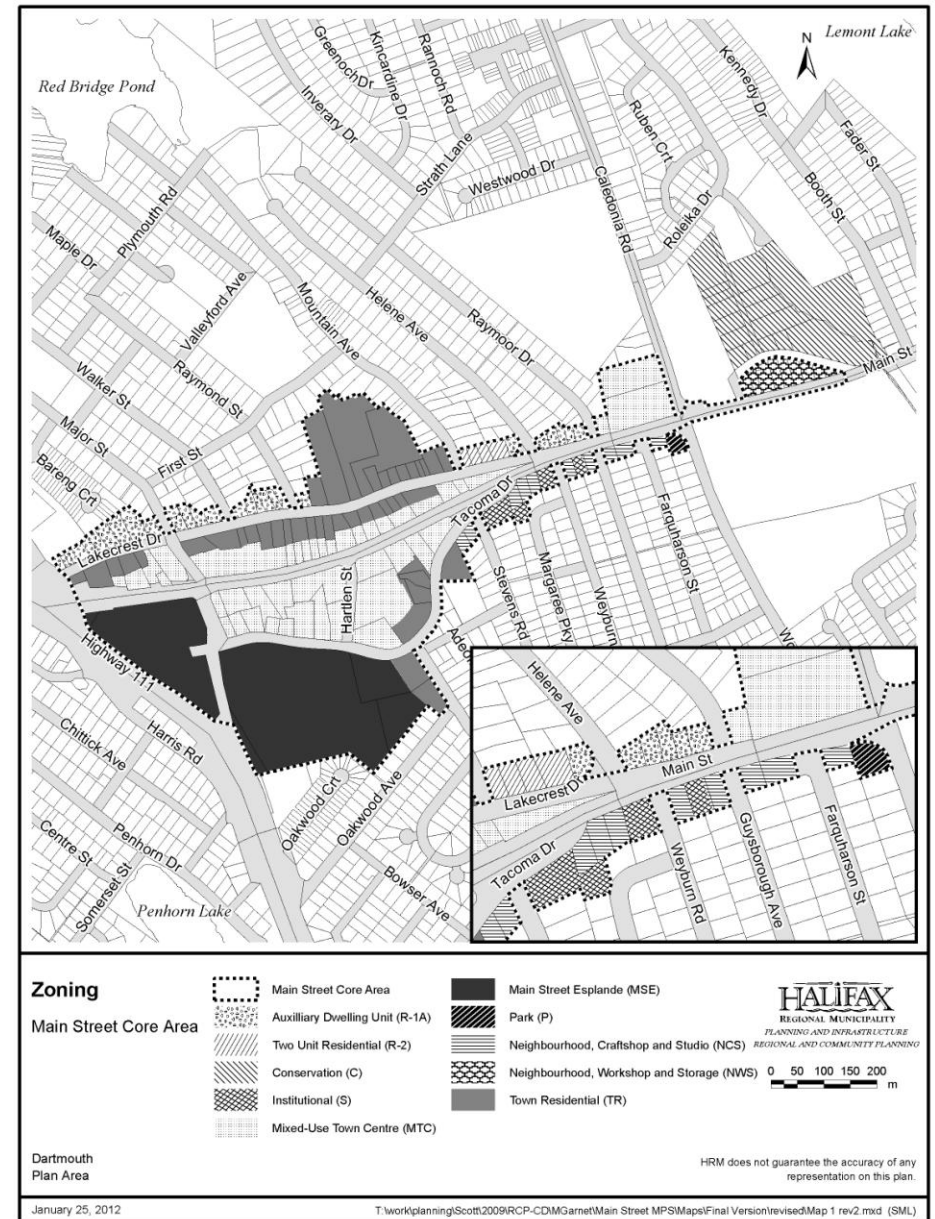 Lemont Lake
N
Red Bridge Pond
Greenoch Dr
Kincardine Dr
Rannoch Rd
Inverary Dr
Strath Lane
Westwood Dr
Caledonia Rd
Ruben Crt
Roleika Dr
Kennedy Dr
Fader St
Booth St
Maple Dr
Plymouth Rd
Valleyford Ave
Mountain Ave
Helene Ave
Raymoor Dr
Main St
Walker St
Raymond St
Major St
First St
Bareng Crt
Lakecrest Dr
Tacoma Dr
Hartlen St
Stevens Rd
Margaree Pky
Weyburn
Farquharson St
Highway 111
Harris Rd
Chittick Ave
Centre St
Somerset St
Penhorn Dr
Penhorn Lake
Oakwood Crt
Oakwood Ave
Bowser Ave
Helene Ave
Main St
Lakecrest Dr
Tacoma Dr
Weyburn Rd
Guysborough Ave
Farquharson St
Zoning
Main Street Core Area
Main Street Core Area
Auxilliary Dwelling Unit (R-1A)
Two Unit Residential (R-2)
Conservation (C)
Institutional (S)
Mixed-Use Town Centre (MTC)
Main Street Esplande (MSE)
Park (P)
Neighbourhood, Craftshop and Studio (NCS)
Neighbourhood, Workshop and Storage (NWS)
Town Residential (TR)
HALIFAX
REGIONAL MUNICIPALITY
PLANNING AND INFRASTRUCTURE
REGIONAL AND COMMUNITY PLANNING
0 50 100 150 200
m
Dartmouth
Plan Area
HRM does not guarantee the accuracy of any
representation on this plan.
January 25, 2012
T:\work\planning\Scott\2009\RCP-CD\MGarnet\Main Street MPS\Maps\Final Version\revised\Map 1 rev2.mxd (SML)